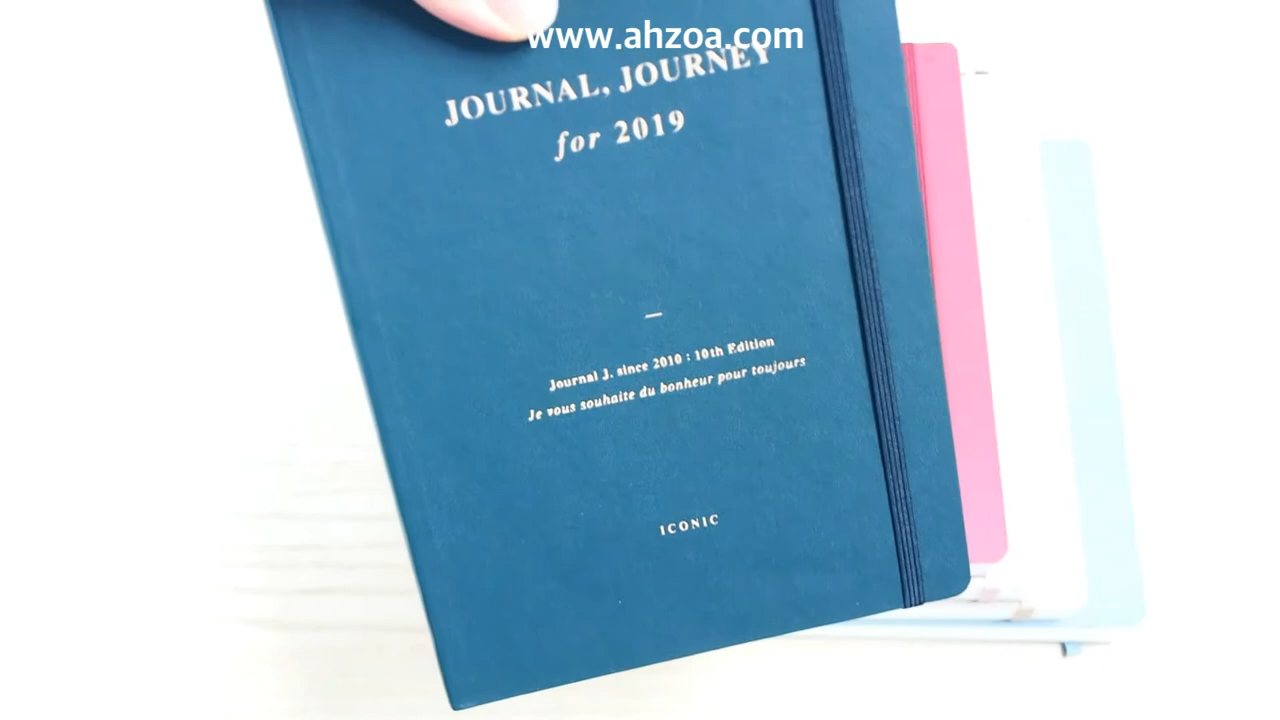 www.ahzoa.com
JOURNAL, JOURNEY
for 2019
Journal J. since 2010 : 10th Edition
Je vous souhaite du bonheur pour toujours
ICONIC